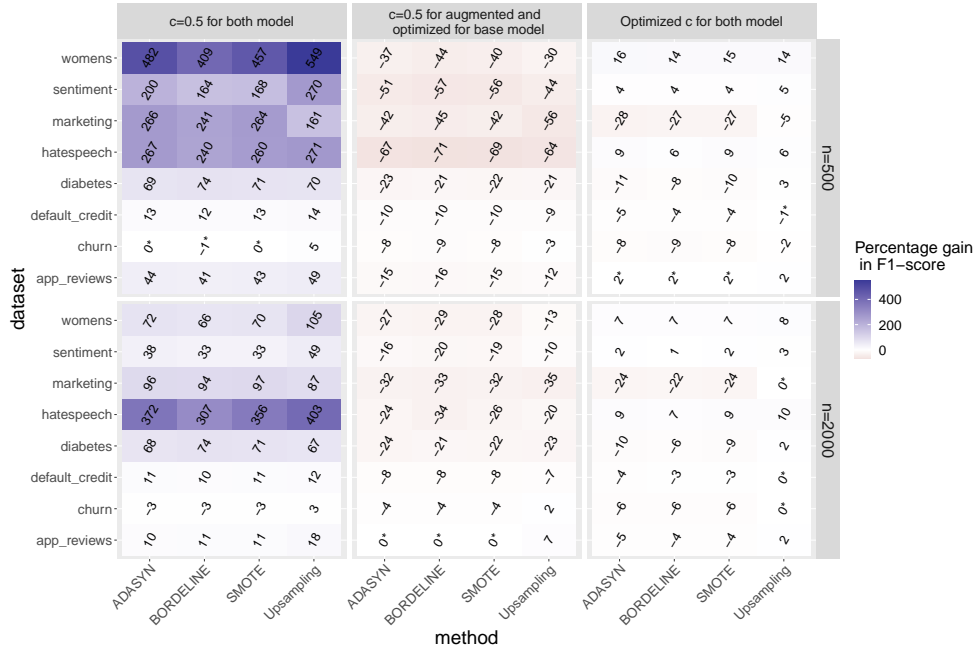 c=0.5 for both model
c=0.5 for augmented and
optimized for base model
Optimized c for both model
womens 482 409 457 549 −37 −44 −40 −30 16 14 15 14
sentiment 200 164 168 270 −51 −57 −56 −44 4 4 4 5
marketing 266 241 264 161 −42 −45 −42 −56 −28 −27 −27 −5
hatespeech 267 240 260 271 −67 −71 −69 −64 9 6 9 6
diabetes 69 74 71 70 −23 −21 −22 −21 −11 −8 −10 3
default_credit 13 12 13 14 −10 −10 −10 −9 −5 −4 −4 −1*
churn 0* −1* 0* 5 −8 −9 −8 −3 −8 −9 −8 −2
app_reviews 44 41 43 49 −15 −16 −15 −12 2* 2* 2* 2
n=500
womens 72 66 70 105 −27 −29 −28 −13 7 7 7 8
sentiment 38 33 33 49 −16 −20 −19 −10 2 1 2 3
marketing 96 94 97 87 −32 −33 −32 −35 −24 −22 −24 0*
hatespeech 372 307 356 403 −24 −34 −26 −20 9 7 9 10
diabetes 68 74 71 67 −24 −21 −22 −23 −10 −6 −9 2
default_credit 11 10 11 12 −8 −8 −8 −7 −4 −3 −3 0*
churn −3 −3 −3 3 −4 −4 −4 2 −6 −6 −6 0*
app_reviews 10 11 11 18 0* 0* 0* 7 −5 −4 −4 2
n=2000
ADASYN BORDELINE SMOTE Upsampling ADASYN BORDELINE SMOTE Upsampling ADASYN BORDELINE SMOTE Upsampling
method
dataset
Percentage gain
in F1−score
400
200
0